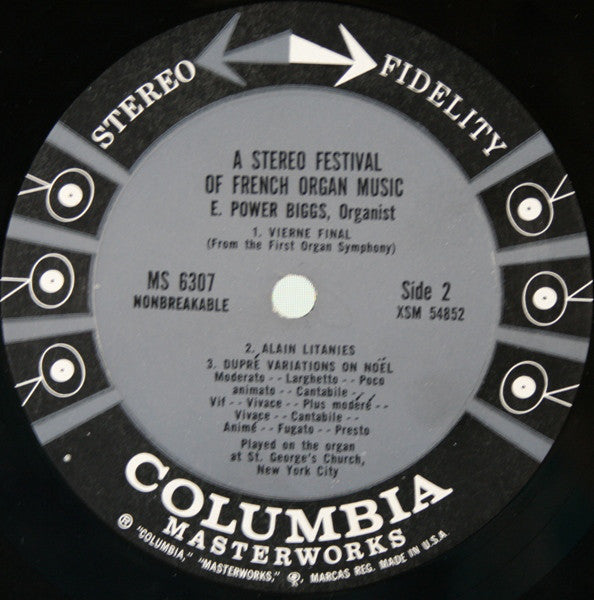 STEREO FIDELITY
A STEREO FESTIVAL
OF FRENCH ORGAN MUSIC
E. POWER BIGGS, Organist
1. VIERNE FINAL
(From the First Organ Symphony)
MS 6307
NONBREAKABLE
Side 2
XSM 54852
2. ALAIN LITANIES
3. DUPRÉ VARIATIONS ON NOËL
Moderato -- Larghetto -- Poco
animato -- Cantabile --
Vif -- Vivace -- Plus modéré --
Vivace -- Cantabile --
Animé -- Fugato -- Presto
Played on the organ
at St. George's Church,
New York City
COLUMBIA
MASTERWORKS
® "COLUMBIA," "MASTERWORKS," MARCAS REG. MADE IN U.S.A.